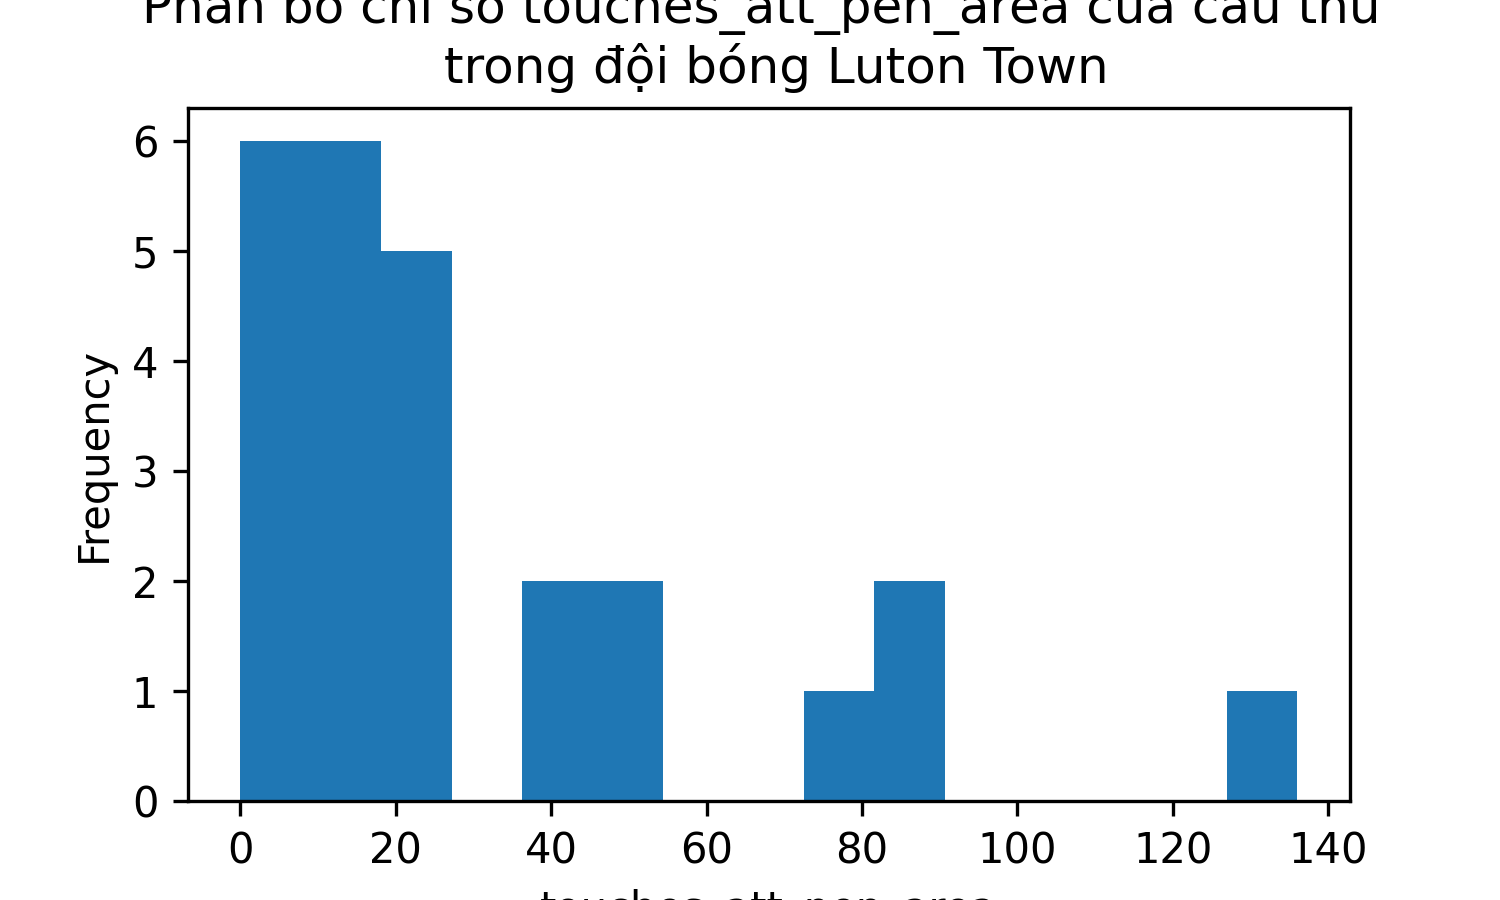 Phân bố chỉ số touches_att_pen_area của cầu thủ
trong đội bóng Luton Town
6
5
4
3
2
1
0
Frequency
0 20 40 60 80 100 120 140
touches_att_pen_area